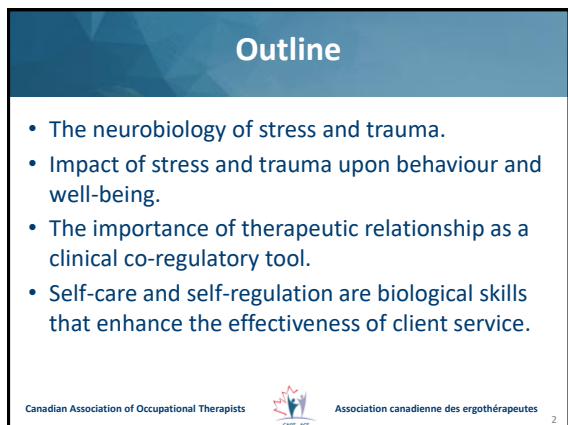 Outline
• The neurobiology of stress and trauma.
• Impact of stress and trauma upon behaviour and
well-being.
• The importance of therapeutic relationship as a
clinical co-regulatory tool.
• Self-care and self-regulation are biological skills
that enhance the effectiveness of client service.
Canadian Association of Occupational Therapists
CAOT · ACE
Association canadienne des ergothérapeutes
2